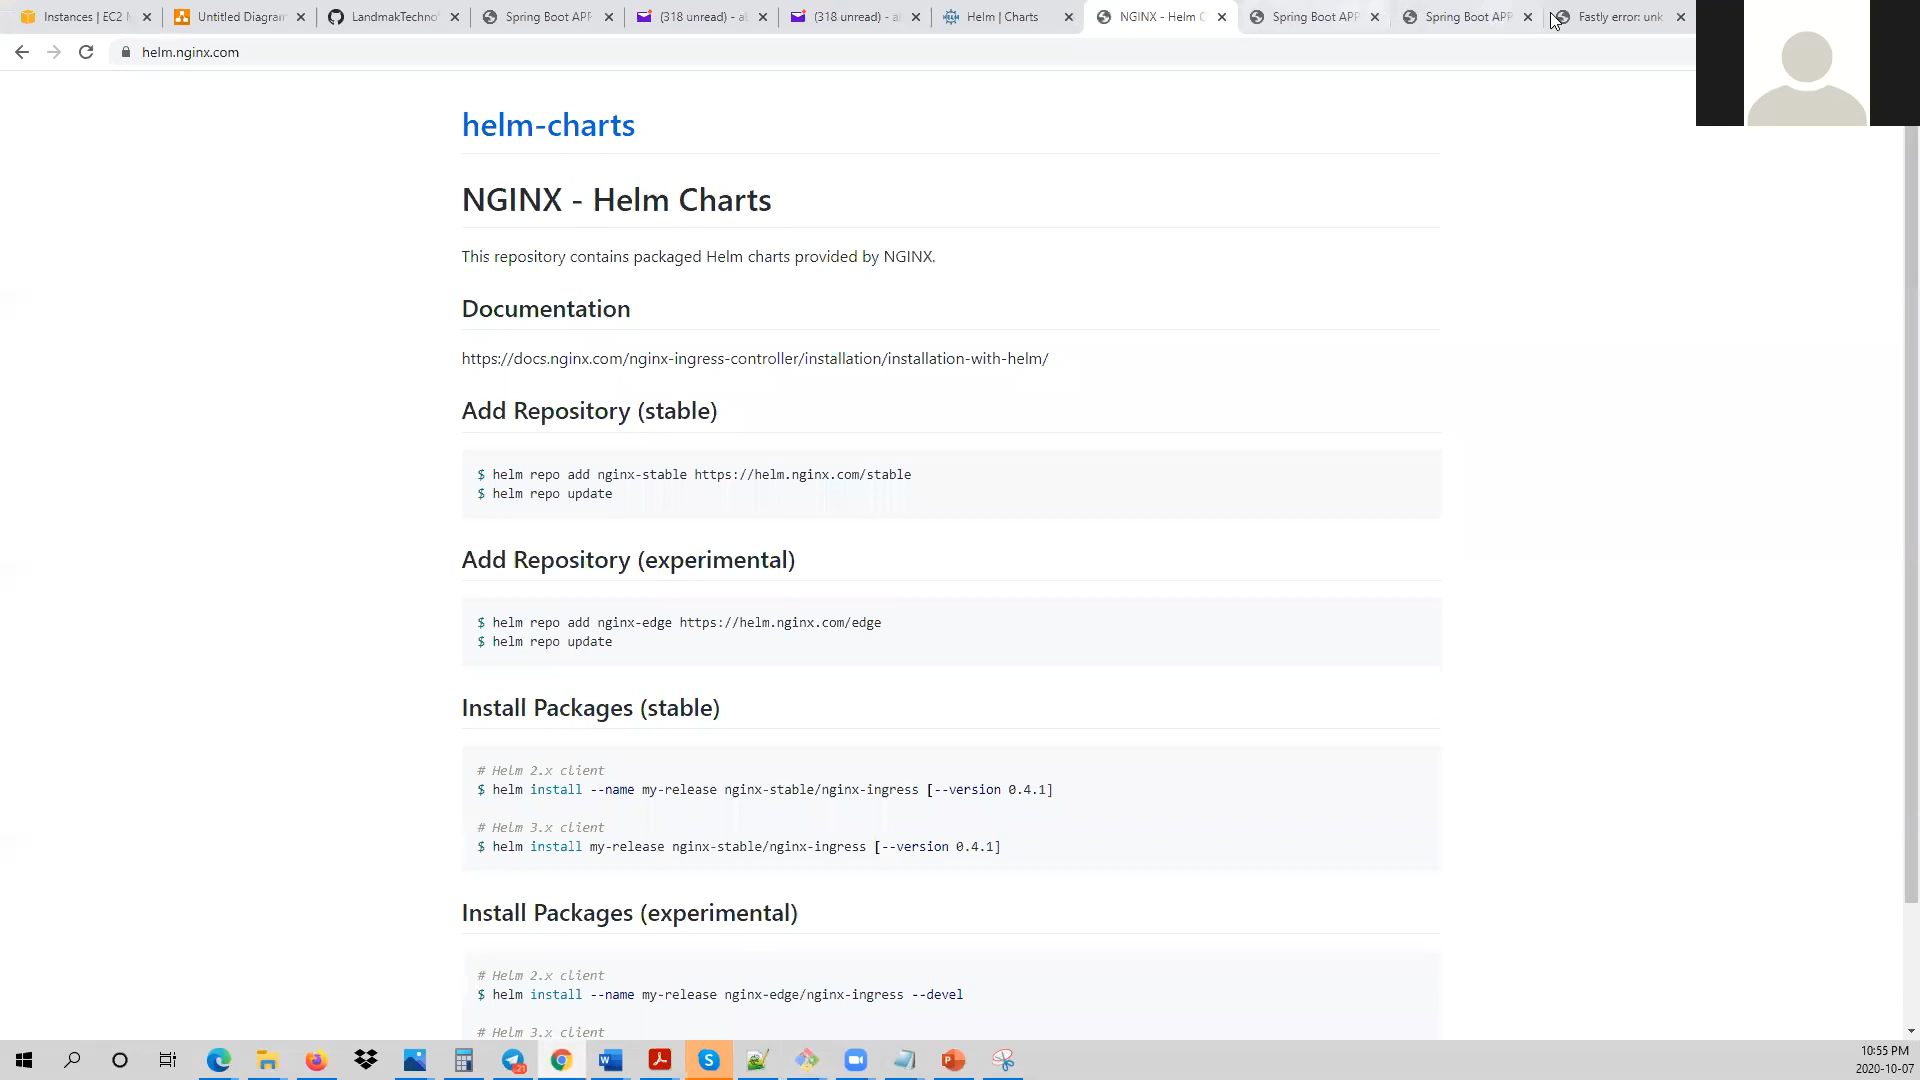 Instances | EC2 M
Untitled Diagram
LandmakTechno
Spring Boot APP
(318 unread) - al
(318 unread) - al
Helm | Charts
NGINX - Helm C
Spring Boot APP
Spring Boot APP
Fastly error: unk
helm.nginx.com
helm-charts
NGINX - Helm Charts
This repository contains packaged Helm charts provided by NGINX.
Documentation
https://docs.nginx.com/nginx-ingress-controller/installation/installation-with-helm/
Add Repository (stable)
$ helm repo add nginx-stable https://helm.nginx.com/stable
$ helm repo update
Add Repository (experimental)
$ helm repo add nginx-edge https://helm.nginx.com/edge
$ helm repo update
Install Packages (stable)
# Helm 2.x client
$ helm install --name my-release nginx-stable/nginx-ingress [--version 0.4.1]
# Helm 3.x client
$ helm install my-release nginx-stable/nginx-ingress [--version 0.4.1]
Install Packages (experimental)
# Helm 2.x client
$ helm install --name my-release nginx-edge/nginx-ingress --devel
# Helm 3.x client
21
10:55 PM
2020-10-07